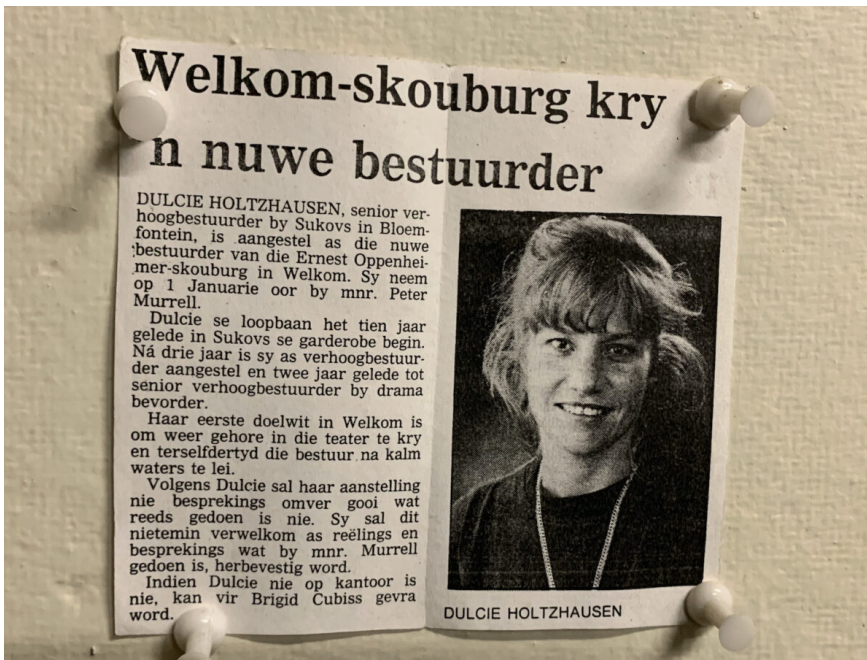 Welkom-skouburg kry
'n nuwe bestuurder
DULCIE HOLTZHAUSEN, senior ver-
hoogbestuurder by Sukovs in Bloem-
fontein, is aangestel as die nuwe
bestuurder van die Ernest Oppenhei-
mer-skouburg in Welkom. Sy neem
op 1 Januarie oor by mnr. Peter
Murrell.
Dulcie se loopbaan het tien jaar
gelede in Sukovs se garderobe begin.
Ná drie jaar is sy as verhoogbestuur-
der aangestel en twee jaar gelede tot
senior verhoogbestuurder by drama
bevorder.
Haar eerste doelwit in Welkom is
om weer gehore in die teater te kry
en terselfdertyd die bestuur na kalm
waters te lei.
Volgens Dulcie sal haar aanstelling
nie besprekings omver gooi wat
reeds gedoen is nie. Sy sal dit
nietemin verwelkom as reëlings en
besprekings wat by mnr. Murrell
gedoen is, herbevestig word.
Indien Dulcie nie op kantoor is
nie, kan vir Brigid Cubiss gevra
word.
DULCIE HOLTZHAUSEN